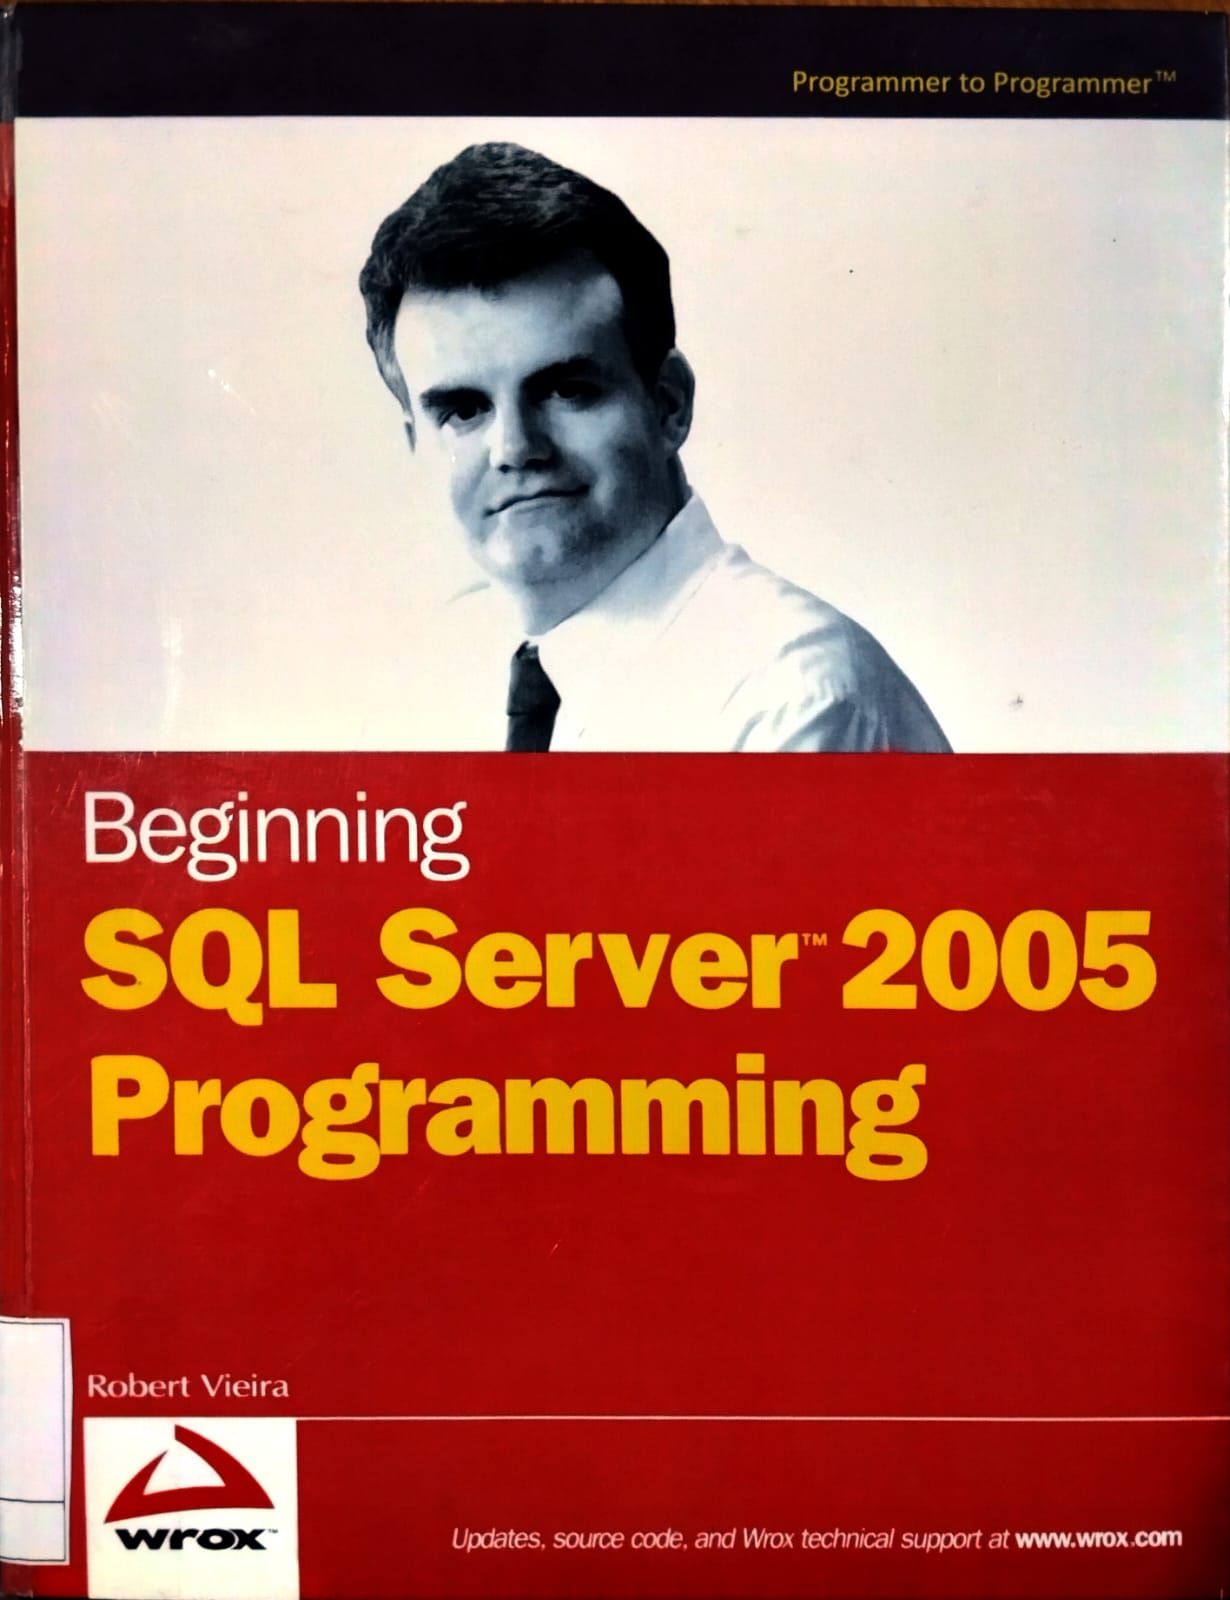 Programmer to Programmer™
Beginning
SQL Server™ 2005
Programming
Robert Vieira
wrox™
Updates, source code, and Wrox technical support at www.wrox.com